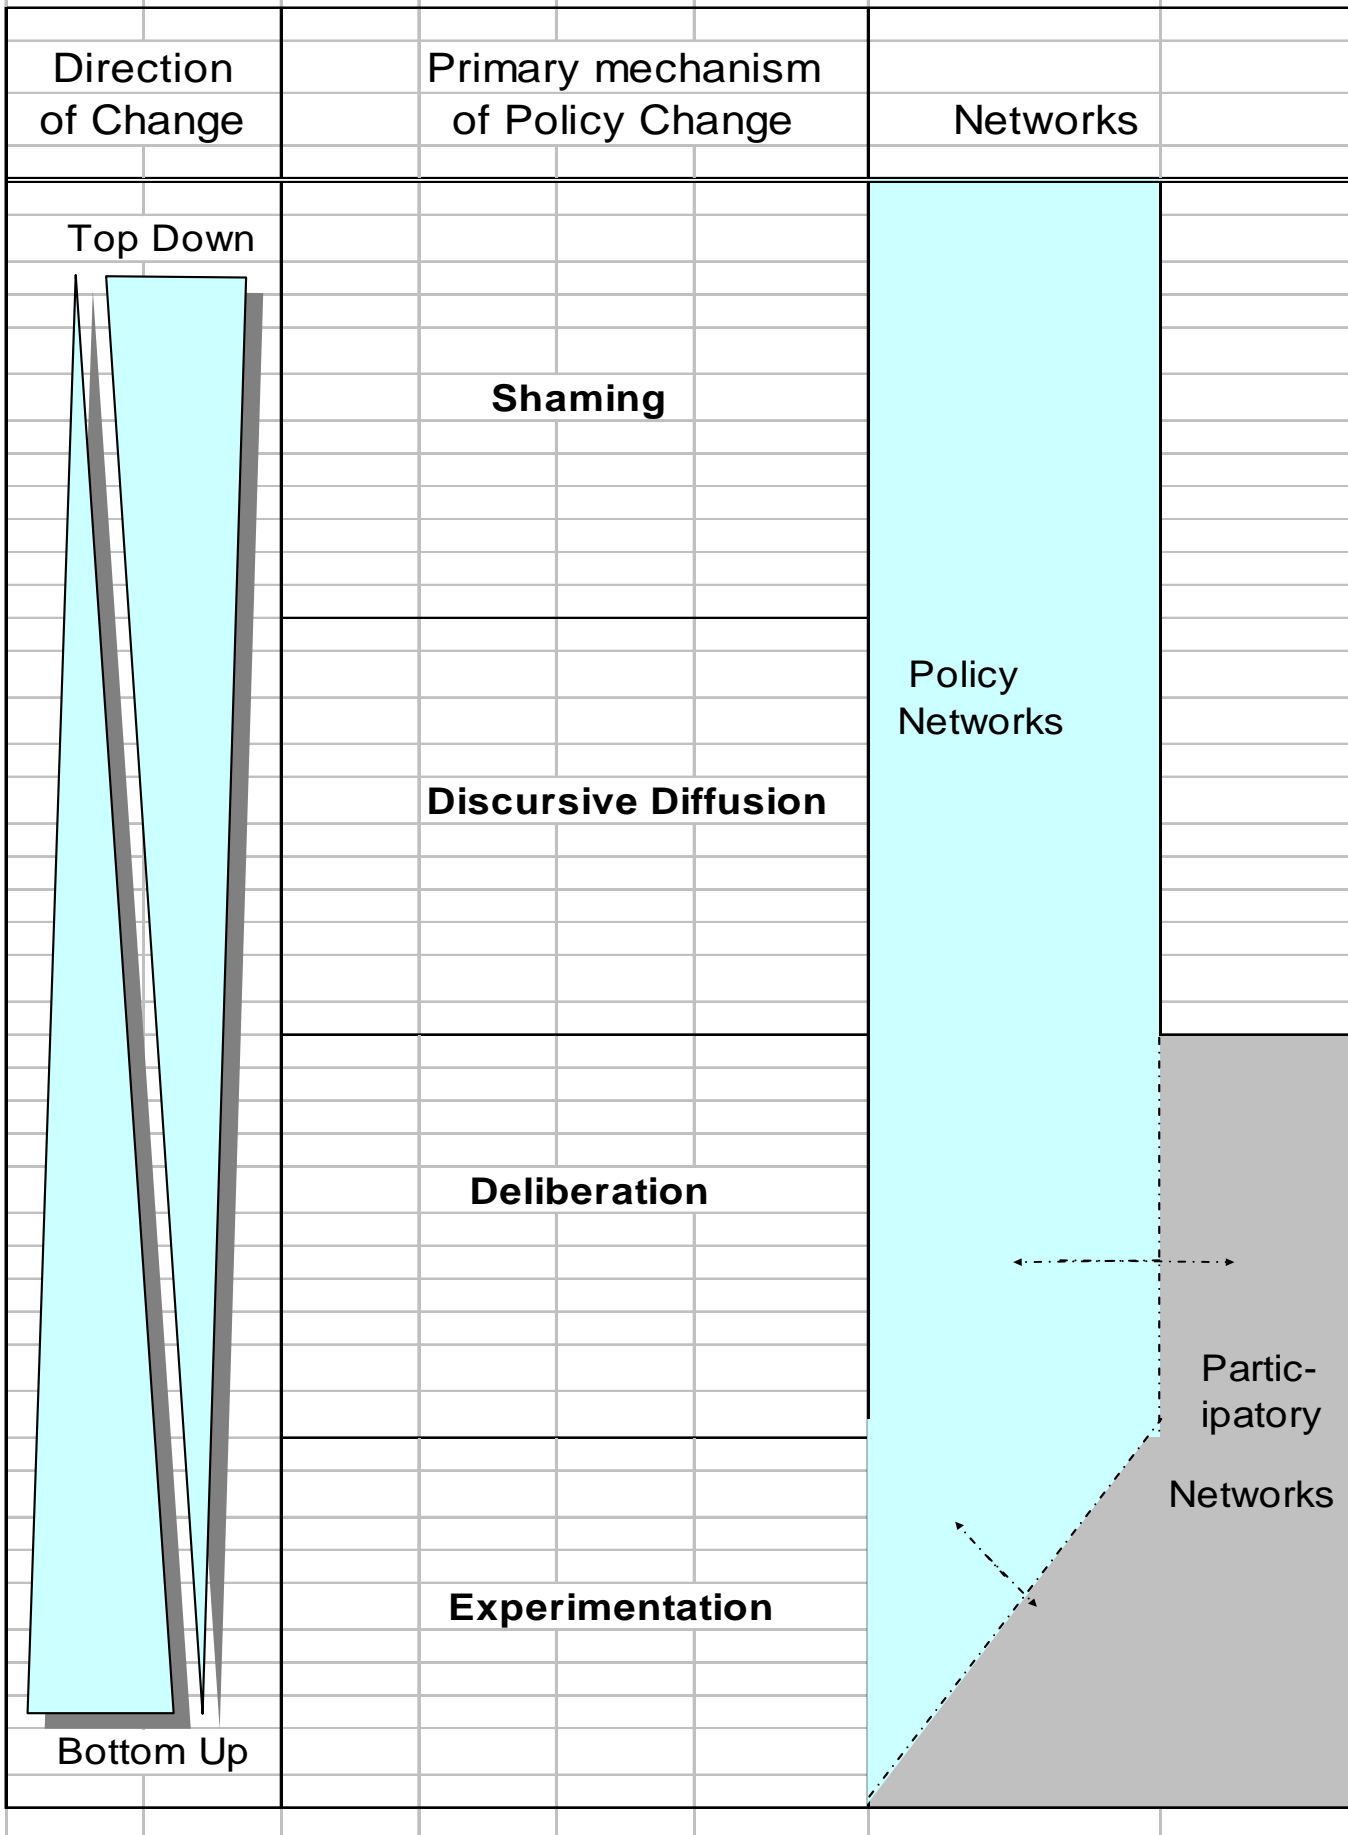 Direction
of Change
Primary mechanism
of Policy Change
Networks
Top Down
Shaming
Policy
Networks
Discursive Diffusion
Deliberation
Partic-
ipatory
Networks
Experimentation
Bottom Up